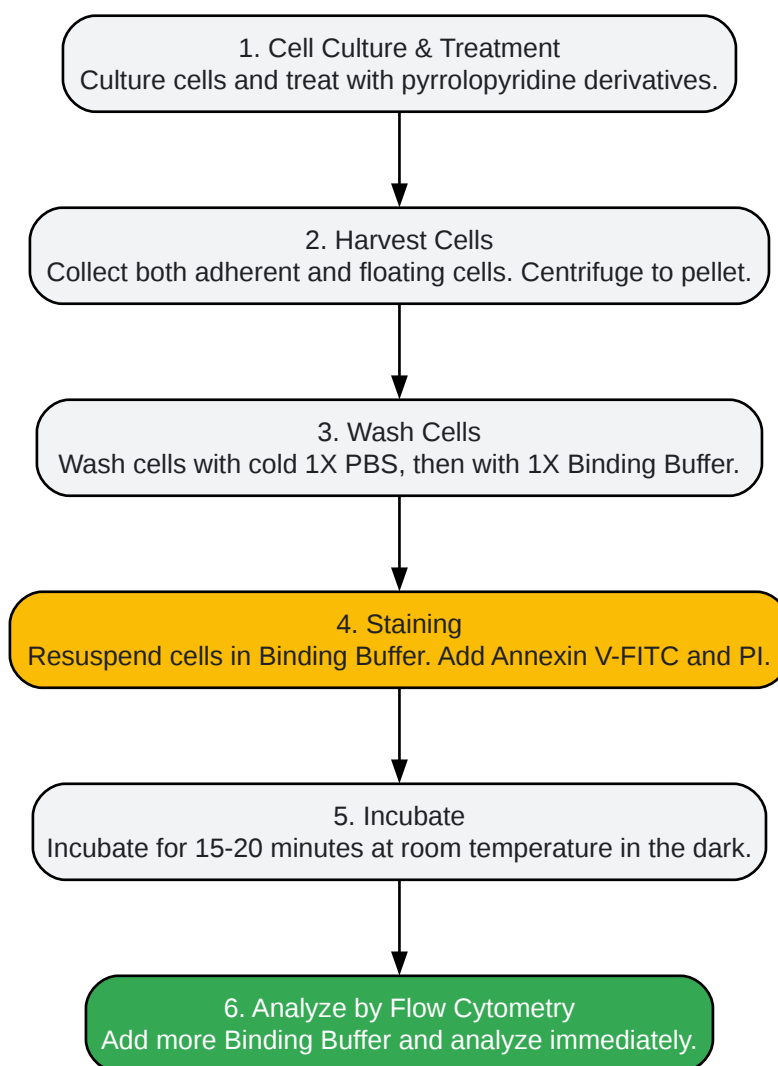 1. Cell Culture & Treatment
Culture cells and treat with pyrrolopyridine derivatives.
2. Harvest Cells
Collect both adherent and floating cells. Centrifuge to pellet.
3. Wash Cells
Wash cells with cold 1X PBS, then with 1X Binding Buffer.
4. Staining
Resuspend cells in Binding Buffer. Add Annexin V-FITC and PI.
5. Incubate
Incubate for 15-20 minutes at room temperature in the dark.
6. Analyze by Flow Cytometry
Add more Binding Buffer and analyze immediately.